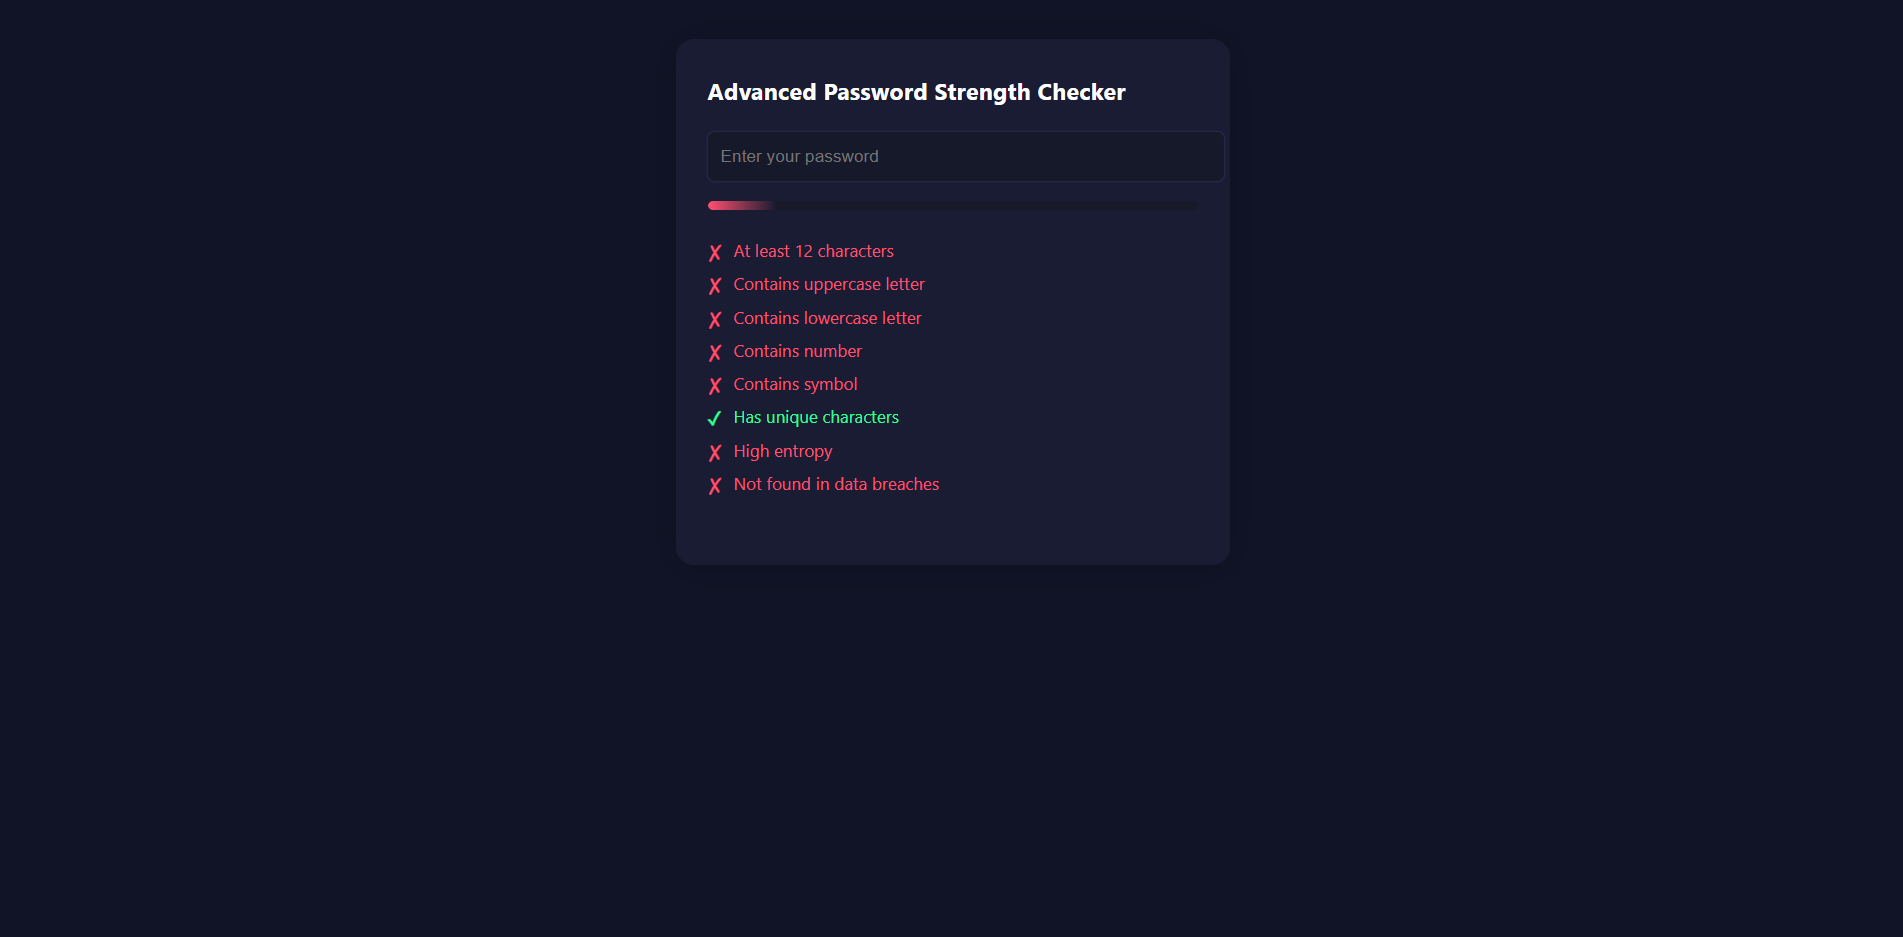 Advanced Password Strength Checker
Enter your password
✗ At least 12 characters
✗ Contains uppercase letter
✗ Contains lowercase letter
✗ Contains number
✗ Contains symbol
✓ Has unique characters
✗ High entropy
✗ Not found in data breaches